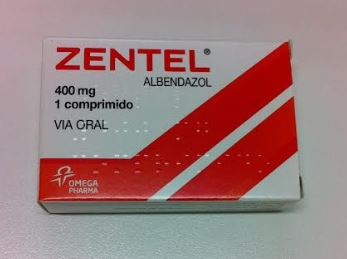 ZENTEL®
ALBENDAZOL
400 mg
1 comprimido
VIA ORAL
OMEGA
PHARMA